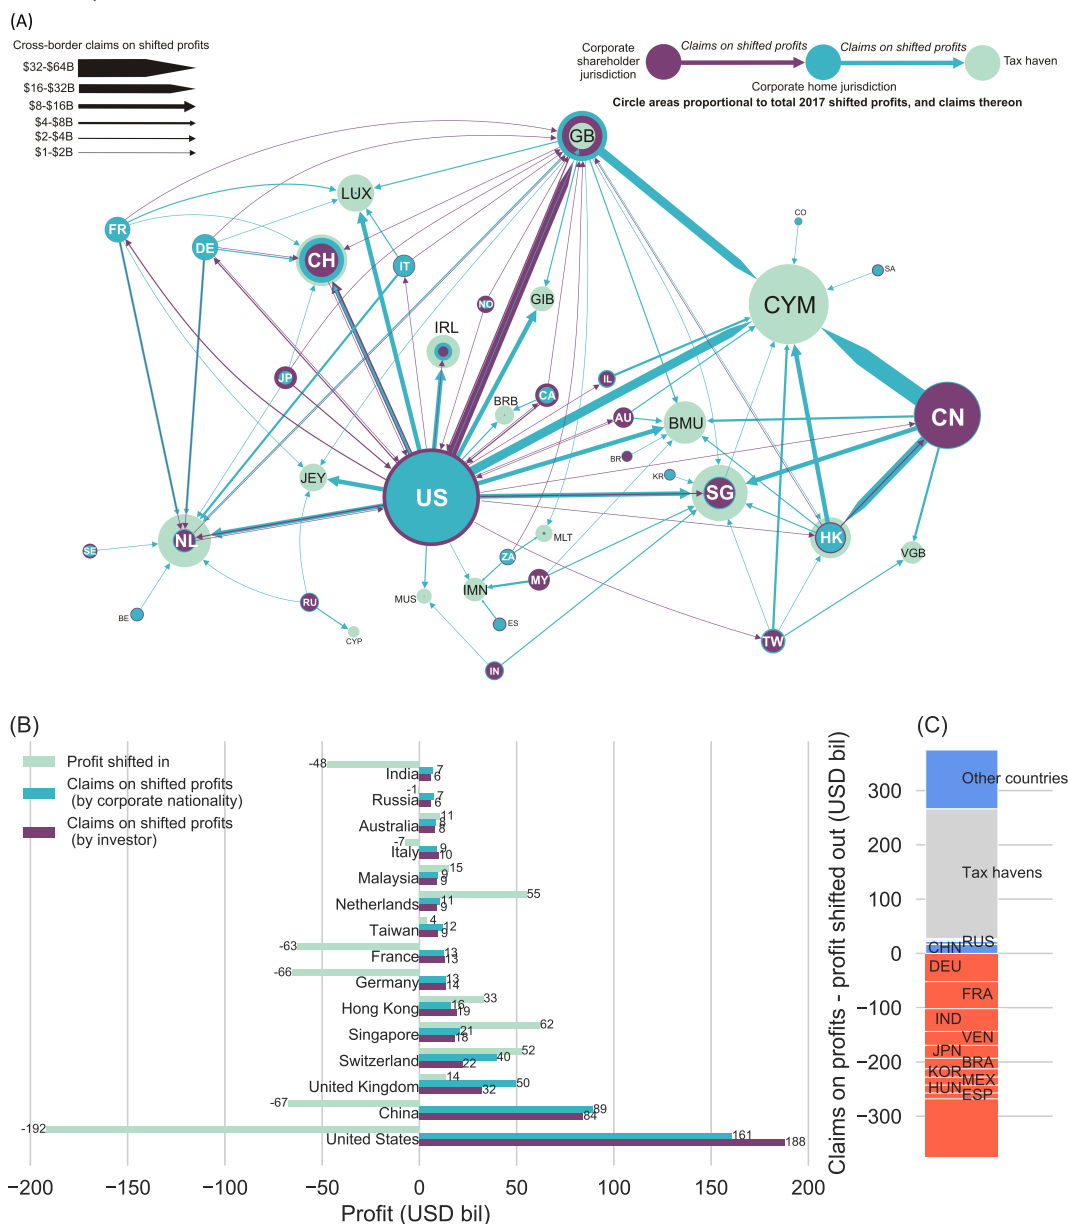 (A)
Cross-border claims on shifted profits
$32-$64B
$16-$32B
$8-$16B
$4-$8B
$2-$4B
$1-$2B
Corporate
shareholder
jurisdiction
Claims on shifted profits
Claims on shifted profits
Tax haven
Corporate home jurisdiction
Circle areas proportional to total 2017 shifted profits, and claims thereon
GB
LUX
FR
DE
CH
IT
CO
SA
NO
GIB
CYM
IRL
JP
BRB
CA
IL
AU
BMU
CN
BR
JEY
US
KR
SG
NL
MLT
HK
VGB
SE
ZA
MY
MUS
IMN
BE
RU
ES
CYP
TW
IN
(B)
Profit shifted in
Claims on shifted profits
(by corporate nationality)
Claims on shifted profits
(by investor)
-48
India
7
6
-1
Russia
7
6
11
Australia
8
8
-7
Italy
9
10
15
Malaysia
9
9
55
Netherlands
11
9
4
Taiwan
12
9
-63
France
13
13
-66
Germany
13
14
33
Hong Kong
16
19
62
Singapore
21
18
52
Switzerland
40
22
14
United Kingdom
50
32
-67
China
89
84
-192
United States
161
188
−200
−150
−100
−50
0
50
100
150
200
Profit (USD bil)
(C)
Claims on profits - profit shifted out (USD bil)
300
200
100
0
−100
−200
−300
Other countries
Tax havens
RUS
CHN
DEU
FRA
IND
VEN
JPN
BRA
KOR
MEX
HUN
ESP